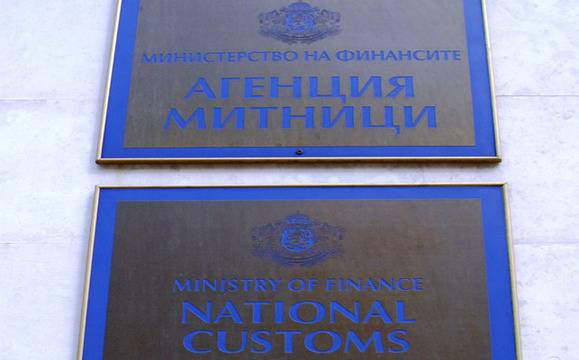 МИНИСТЕРСТВО НА ФИНАНСИТЕ
АГЕНЦИЯ
МИТНИЦИ
MINISTRY OF FINANCE
NATIONAL
CUSTOMS